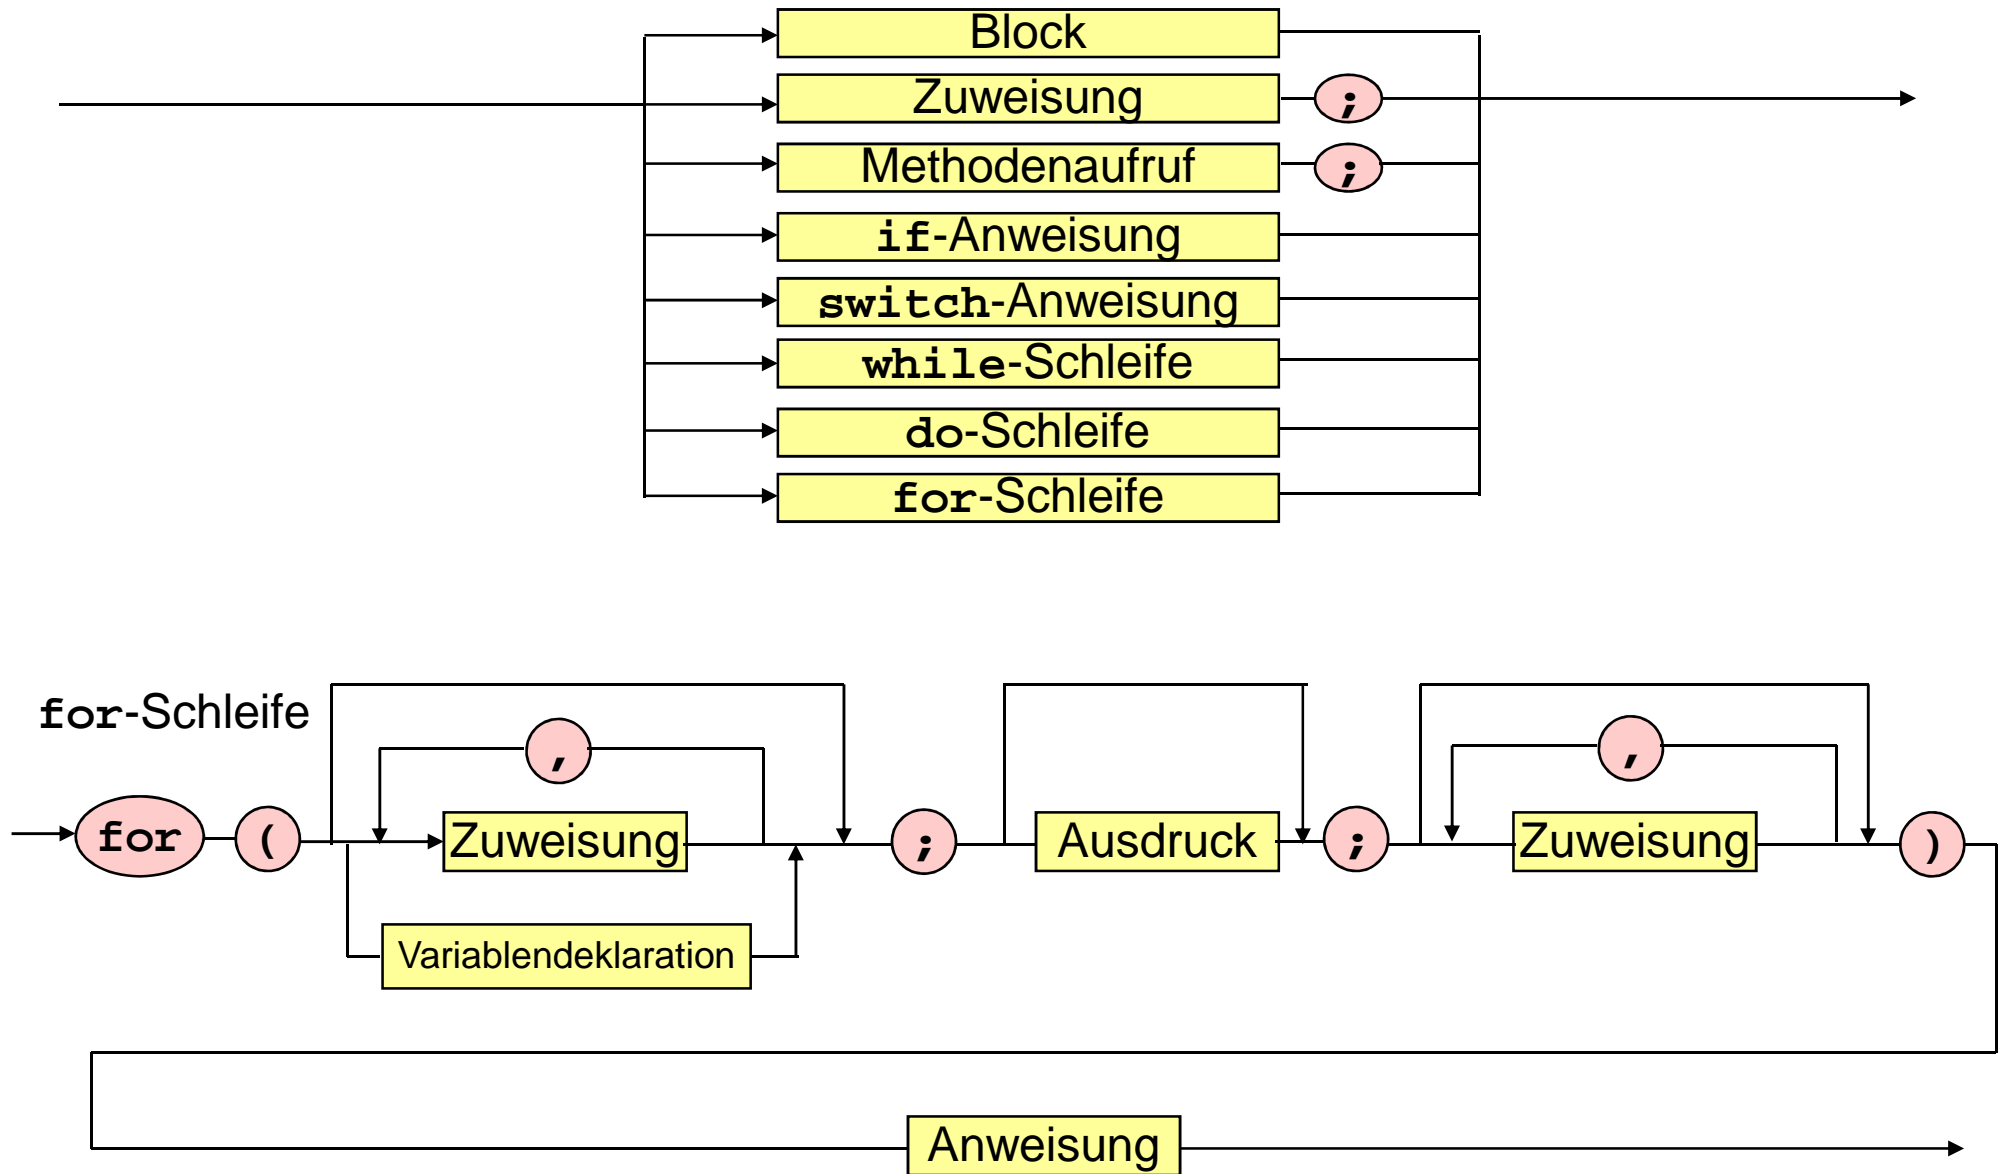 Block
Zuweisung ;
Methodenaufruf ;
if-Anweisung
switch-Anweisung
while-Schleife
do-Schleife
for-Schleife
for-Schleife
, ,
for ( Zuweisung ; Ausdruck ; Zuweisung )
Variablendeklaration
Anweisung